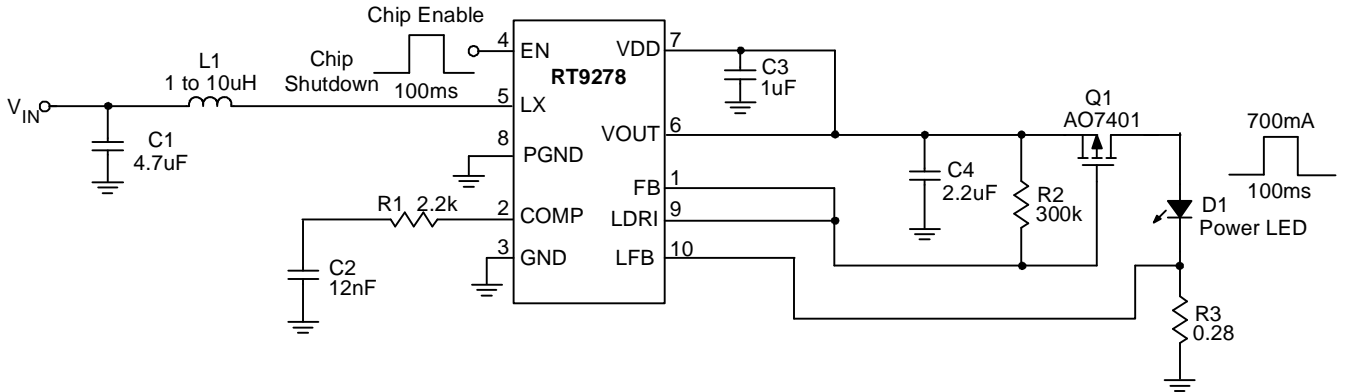 Chip Enable
Chip
Shutdown
100ms
L1
1 to 10uH
VIN
C1
4.7uF
R1 2.2k
C2
12nF
4
EN
5
LX
8
PGND
2
COMP
3
GND
RT9278
7
VDD
6
VOUT
1
FB
9
LDRI
10
LFB
C3
1uF
C4
2.2uF
R2
300k
Q1
AO7401
700mA
100ms
D1
Power LED
R3
0.28